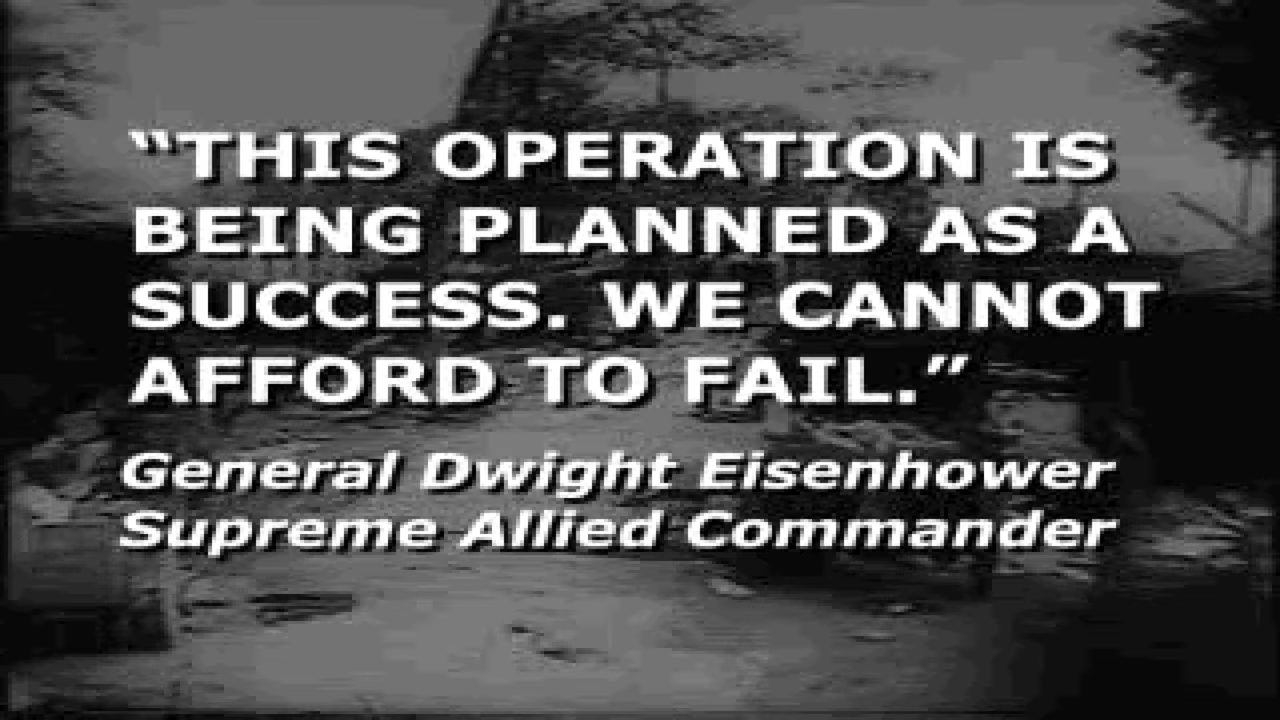 “THIS OPERATION IS
BEING PLANNED AS A
SUCCESS. WE CANNOT
AFFORD TO FAIL.”
General Dwight Eisenhower
Supreme Allied Commander